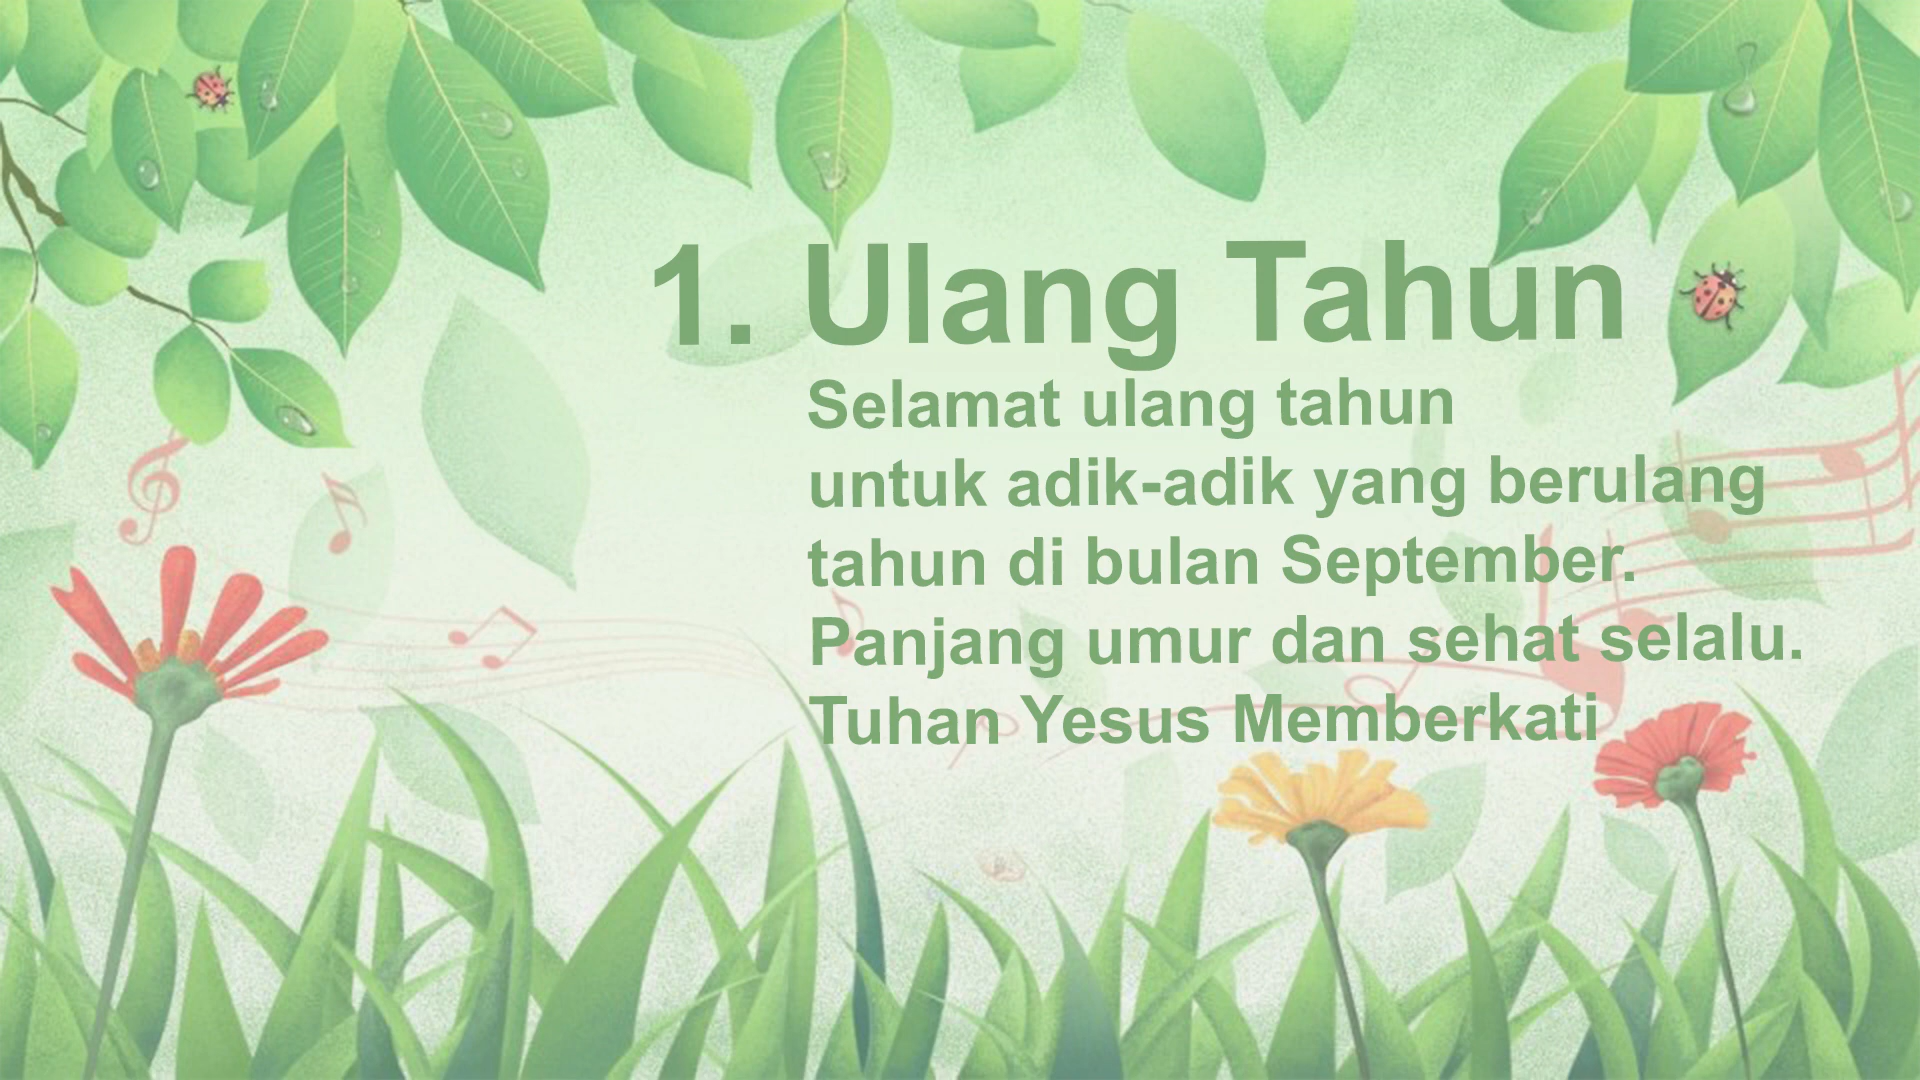 1. Ulang Tahun
Selamat ulang tahun
untuk adik-adik yang berulang
tahun di bulan September.
Panjang umur dan sehat selalu.
Tuhan Yesus Memberkati